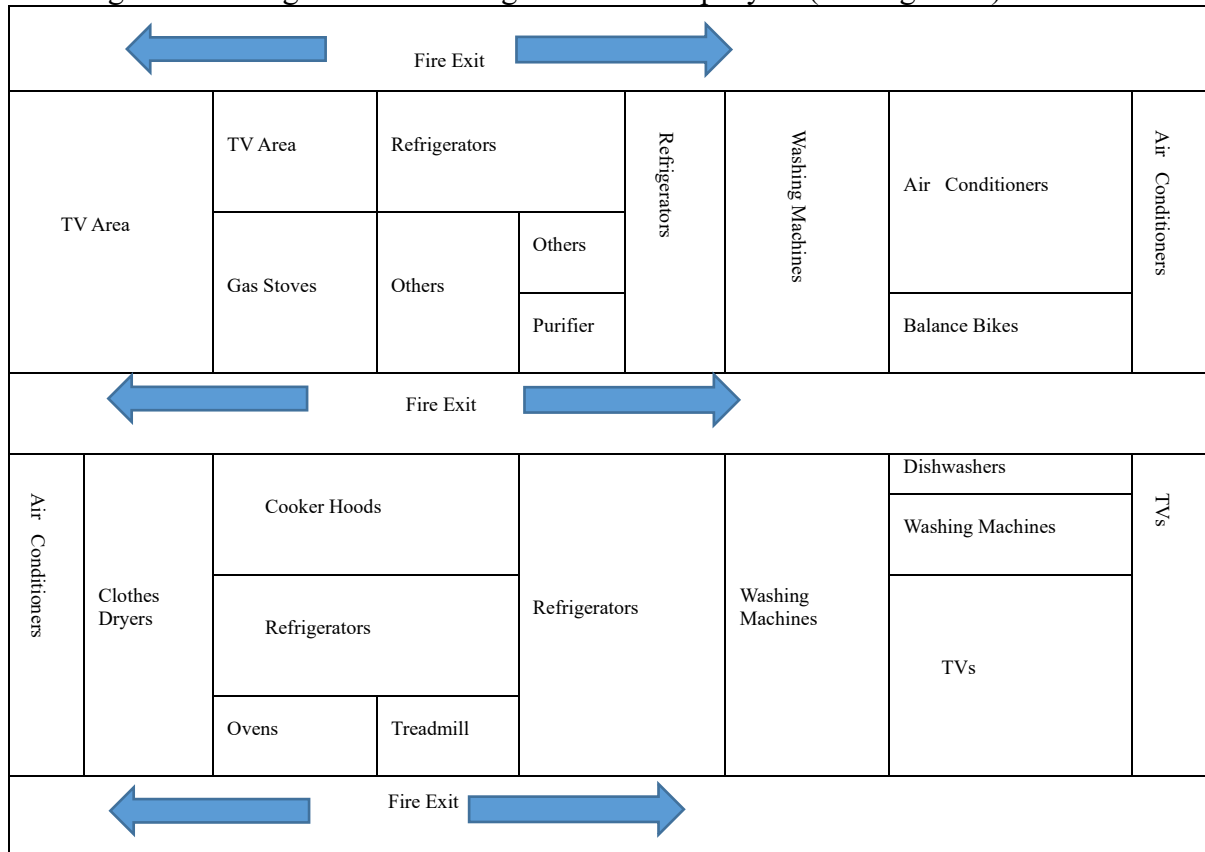 Fire Exit
TV Area
TV Area
Refrigerators
Refrigerators
Washing Machines
Air Conditioners
Air Conditioners
Gas Stoves
Others
Others
Purifier
Balance Bikes
Fire Exit
Air Conditioners
Clothes
Dryers
Cooker Hoods
Refrigerators
Ovens
Treadmill
Refrigerators
Washing
Machines
Dishwashers
Washing Machines
TVs
TVs
Fire Exit